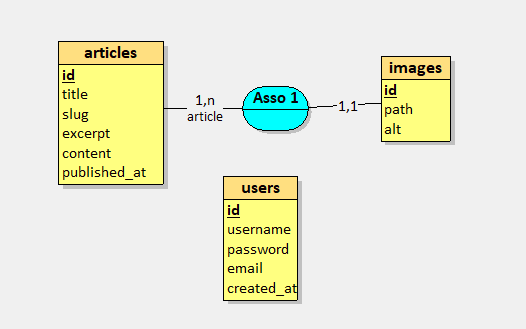 articles
id
title
slug
excerpt
content
published_at
1,n
article
Asso 1
1,1
images
id
path
alt
users
id
username
password
email
created_at